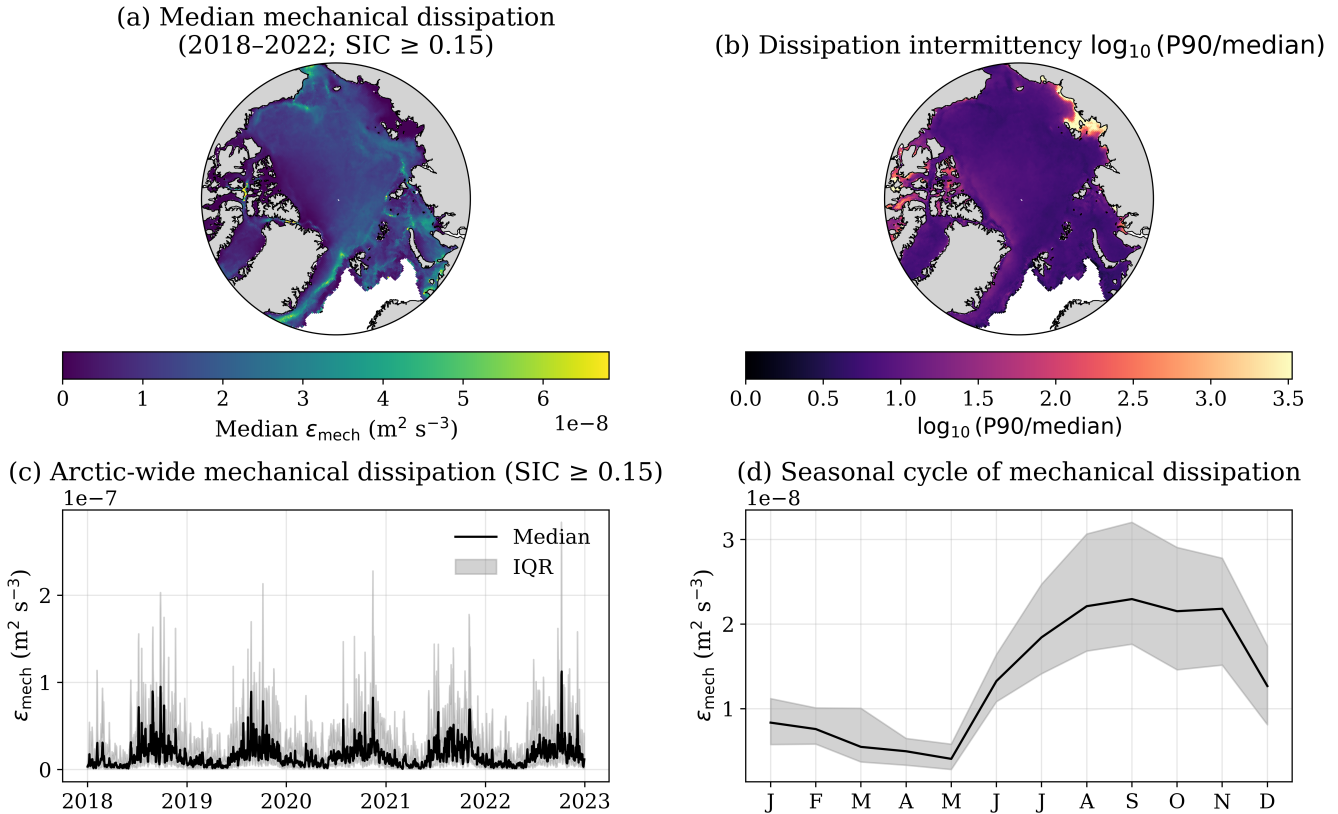 (a) Median mechanical dissipation
(2018–2022; SIC ≥ 0.15)
(b) Dissipation intermittency log₁₀ (P90/median)
0 1 2 3 4 5 6
1e−8
Median ε_mech (m² s⁻³)
0.0 0.5 1.0 1.5 2.0 2.5 3.0 3.5
log₁₀ (P90/median)
(c) Arctic-wide mechanical dissipation (SIC ≥ 0.15)
1e−7
Median
IQR
2
1
0
ε_mech (m² s⁻³)
2018 2019 2020 2021 2022 2023
(d) Seasonal cycle of mechanical dissipation
1e−8
3
2
1
ε_mech (m² s⁻³)
J F M A M J J A S O N D